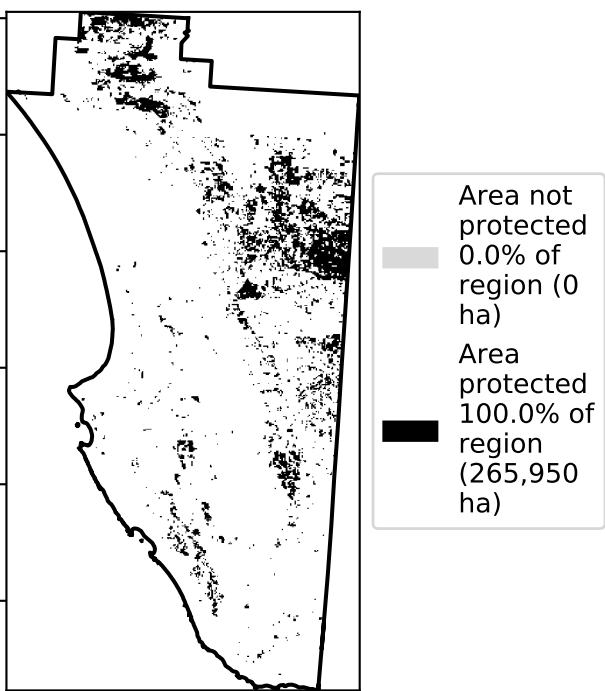 Area not
protected
0.0% of
region (0
ha)
Area
protected
100.0% of
region
(265,950
ha)